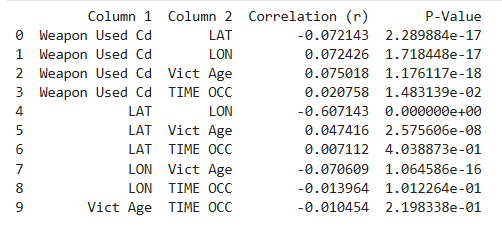 Column 1 Column 2 Correlation (r) P-Value
0 Weapon Used Cd LAT -0.072143 2.289884e-17
1 Weapon Used Cd LON 0.072426 1.718448e-17
2 Weapon Used Cd Vict Age 0.075018 1.176117e-18
3 Weapon Used Cd TIME OCC 0.020758 1.483139e-02
4 LAT LON -0.607143 0.000000e+00
5 LAT Vict Age 0.047416 2.575606e-08
6 LAT TIME OCC 0.007112 4.038873e-01
7 LON Vict Age -0.070609 1.064586e-16
8 LON TIME OCC -0.013964 1.012264e-01
9 Vict Age TIME OCC -0.010454 2.198338e-01